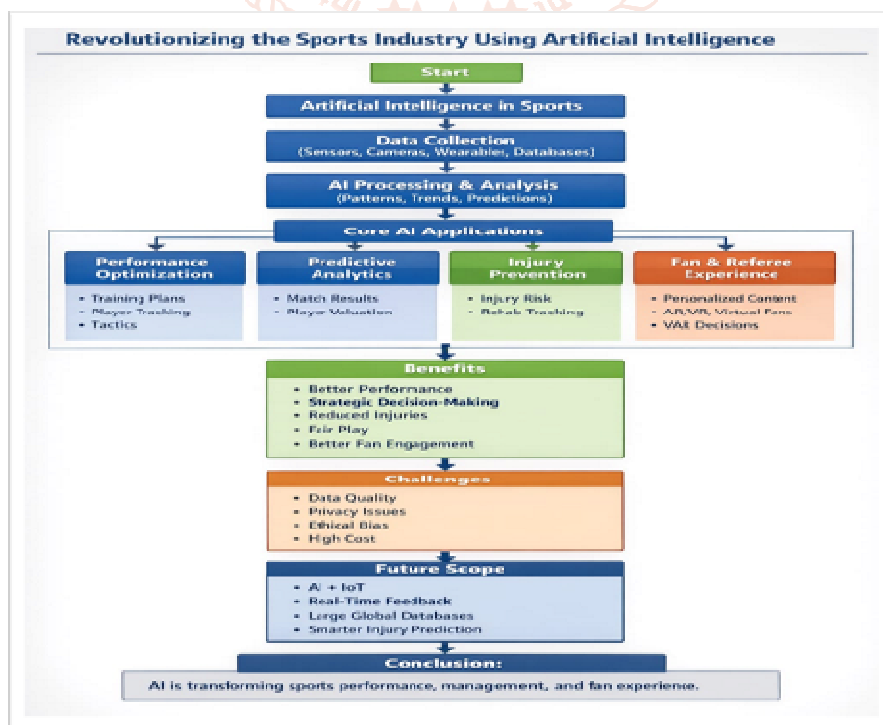 Revolutionizing the Sports Industry Using Artificial Intelligence
Start
Artificial Intelligence in Sports
Data Collection
(Sensors, Cameras, Wearables, Databases)
AI Processing & Analysis
(Patterns, Trends, Predictions)
Core AI Applications
Performance
Optimization
• Training Plans
– Player Tracking
• Tactics
Predictive
Analytics
• Match Results
– Player Valuation
Injury
Prevention
• Injury Risk
– Rehab Tracking
Fan & Referee
Experience
• Personalized Content
– AR/VR, Virtual Fans
• VAR Decisions
Benefits
• Better Performance
• Strategic Decision-Making
• Reduced Injuries
• Fair Play
• Better Fan Engagement
Challenges
• Data Quality
• Privacy Issues
• Ethical Bias
• High Cost
Future Scope
• AI + IoT
• Real-Time Feedback
• Large Global Databases
• Smarter Injury Prediction
Conclusion:
AI is transforming sports performance, management, and fan experience.